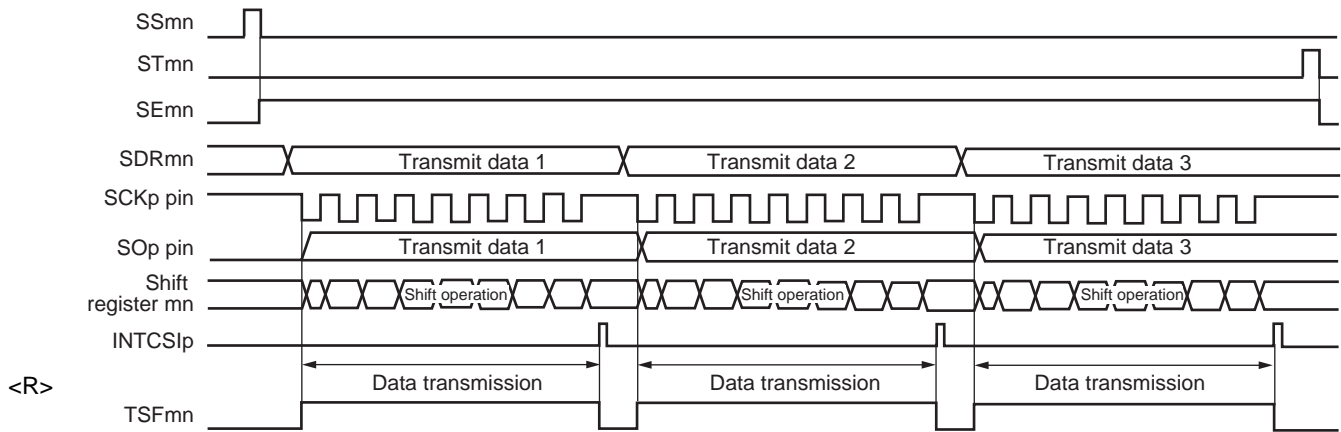 SSmn
STmn
SEmn
SDRmn Transmit data 1 Transmit data 2 Transmit data 3
SCKp pin
SOp pin Transmit data 1 Transmit data 2 Transmit data 3
Shift
register mn Shift operation Shift operation Shift operation
INTCSIp
<R> Data transmission Data transmission Data transmission
TSFmn